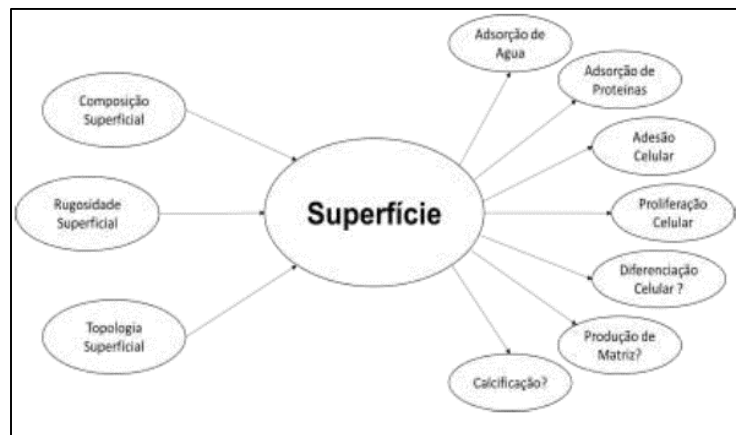 Composição
Superficial
Rugosidade
Superficial
Topologia
Superficial
Superfície
Adsorção de
Agua
Adsorção de
Proteinas
Adesão
Celular
Proliferação
Celular
Diferenciação
Celular ?
Produção de
Matriz?
Calcificação?